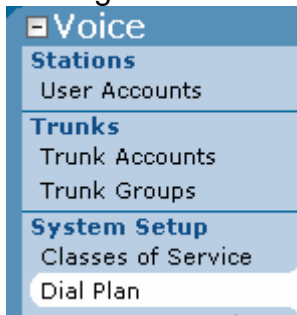 Voice
Stations
User Accounts
Trunks
Trunk Accounts
Trunk Groups
System Setup
Classes of Service
Dial Plan